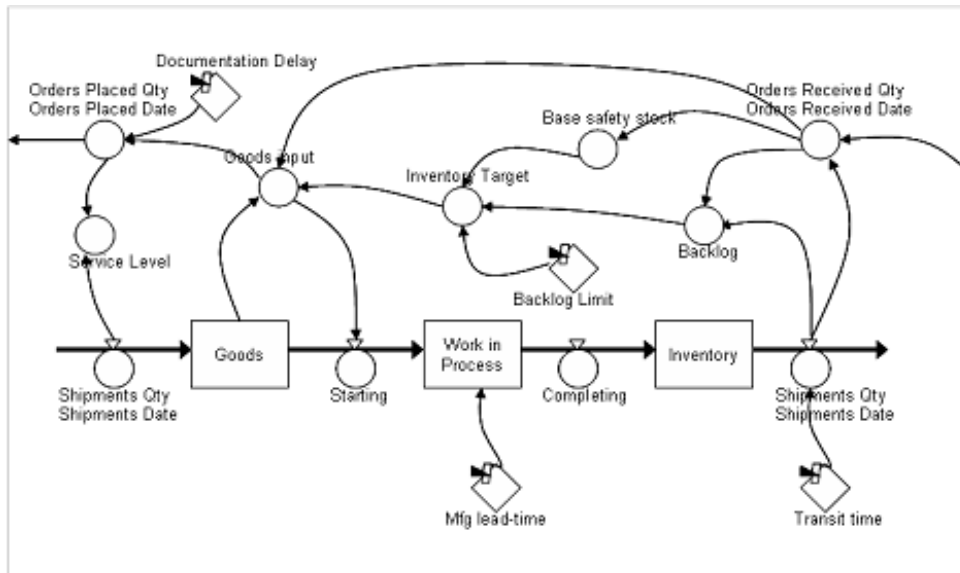 Documentation Delay
Orders Placed Qty
Orders Placed Date
Orders Received Qty
Orders Received Date
Base safety stock
Goods input
Inventory Target
Service Level
Backlog
Backlog Limit
Goods
Work in
Process
Inventory
Shipments Qty
Shipments Date
Starting
Completing
Shipments Qty
Shipments Date
Mfg lead-time
Transit time